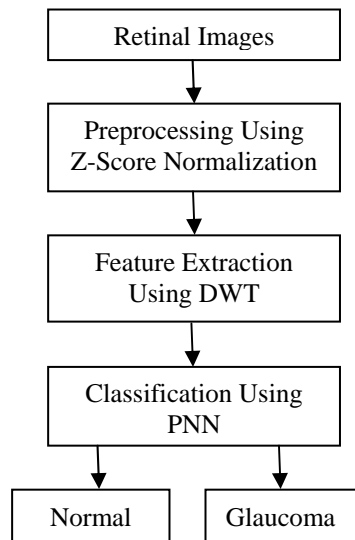 Retinal Images
Preprocessing Using
Z-Score Normalization
Feature Extraction
Using DWT
Classification Using
PNN
Normal
Glaucoma